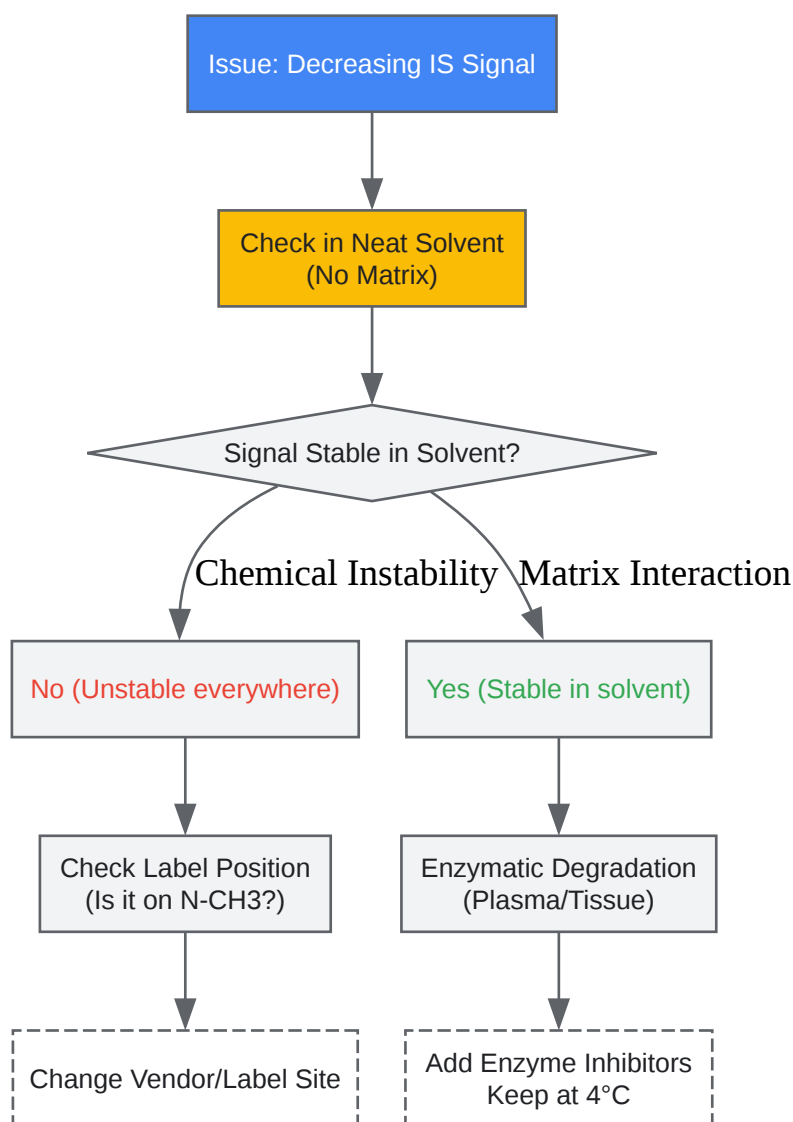 Issue: Decreasing IS Signal
Check in Neat Solvent
(No Matrix)
Signal Stable in Solvent?
Chemical Instability
Matrix Interaction
No (Unstable everywhere)
Yes (Stable in solvent)
Check Label Position
(Is it on N-CH3?)
Enzymatic Degradation
(Plasma/Tissue)
Change Vendor/Label Site
Add Enzyme Inhibitors
Keep at 4°C